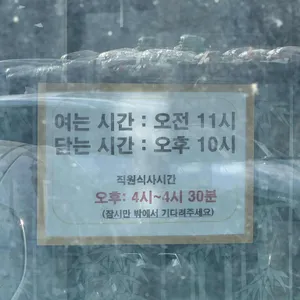 여는 시간 : 오전 11시
닫는 시간 : 오후 10시
직원식사시간
오후: 4시~4시 30분
(잠시만 밖에서 기다려주세요)